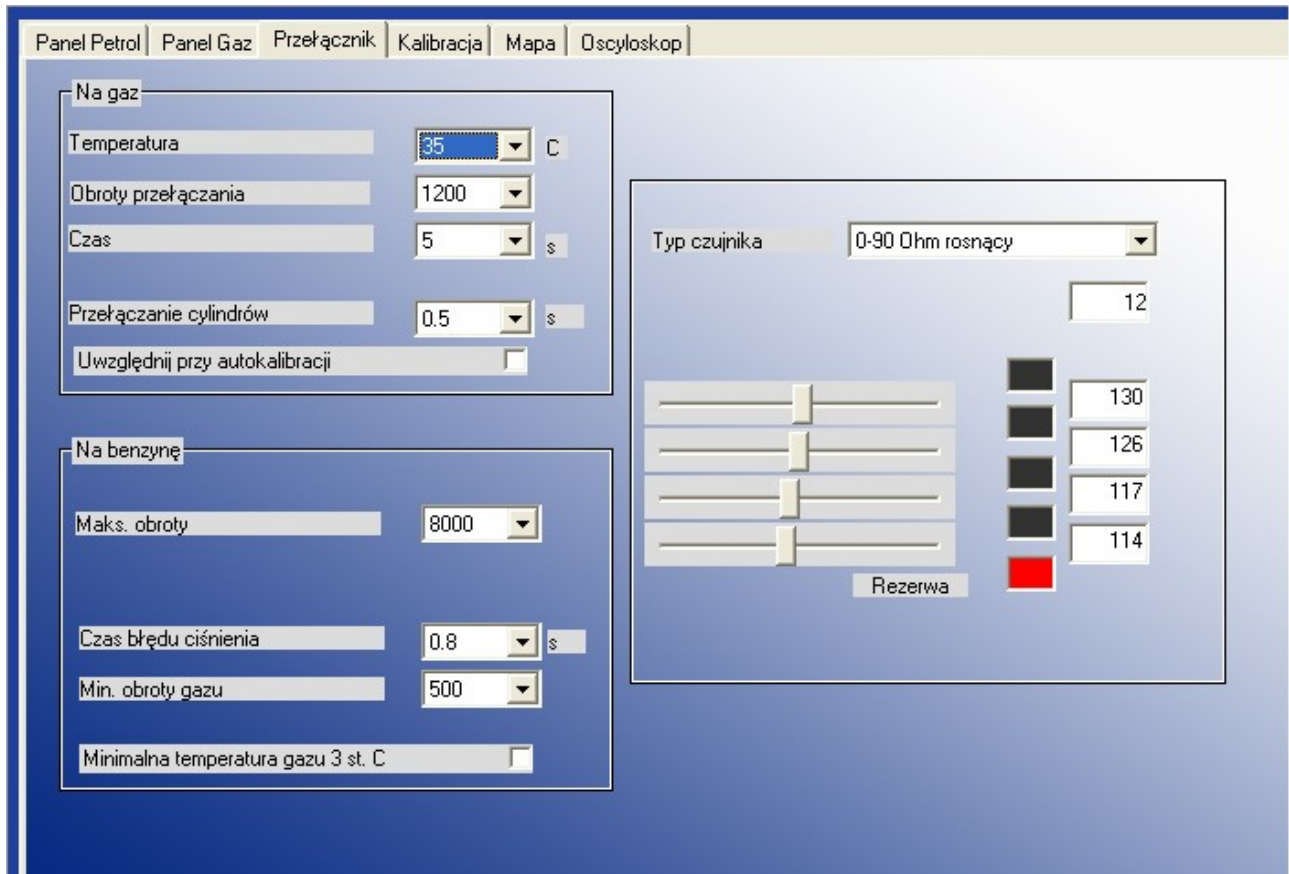 Panel Petrol Panel Gaz Przełącznik Kalibracja Mapa Oscyloskop
Na gaz
Temperatura 35 C
Obroty przełączania 1200
Czas 5 s
Przełączanie cylindrów 0.5 s
Uwzględnij przy autokalibracji
Na benzynę
Maks. obroty 8000
Czas błędu ciśnienia 0.8 s
Min. obroty gazu 500
Minimalna temperatura gazu 3 st. C
Typ czujnika 0-90 Ohm rosnący
12
130
126
117
114
Rezerwa